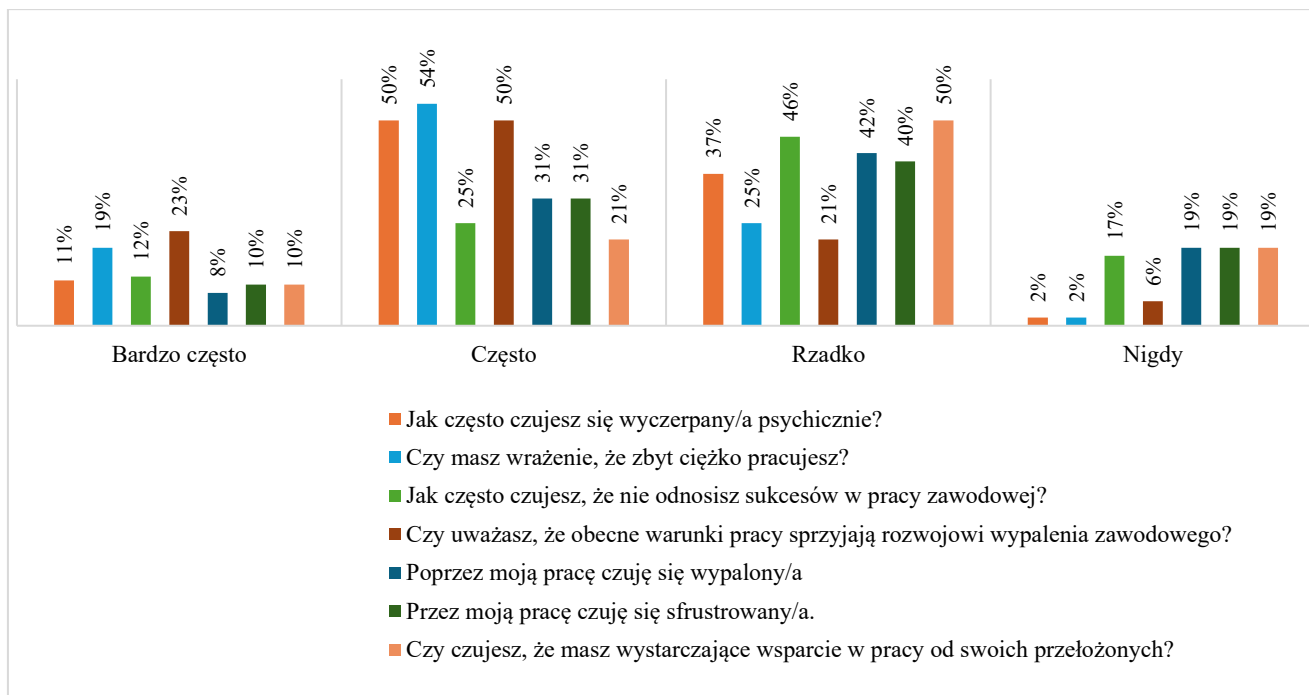 11%
19%
12%
23%
8%
10%
10%
50%
54%
25%
50%
31%
31%
21%
37%
25%
46%
21%
42%
40%
50%
2%
2%
17%
6%
19%
19%
19%
Bardzo często
Często
Rzadko
Nigdy
Jak często czujesz się wyczerpany/a psychicznie?
Czy masz wrażenie, że zbyt ciężko pracujesz?
Jak często czujesz, że nie odnosisz sukcesów w pracy zawodowej?
Czy uważasz, że obecne warunki pracy sprzyjają rozwojowi wypalenia zawodowego?
Poprzez moją pracę czuję się wypalony/a
Przez moją pracę czuję się sfrustrowany/a.
Czy czujesz, że masz wystarczające wsparcie w pracy od swoich przełożonych?